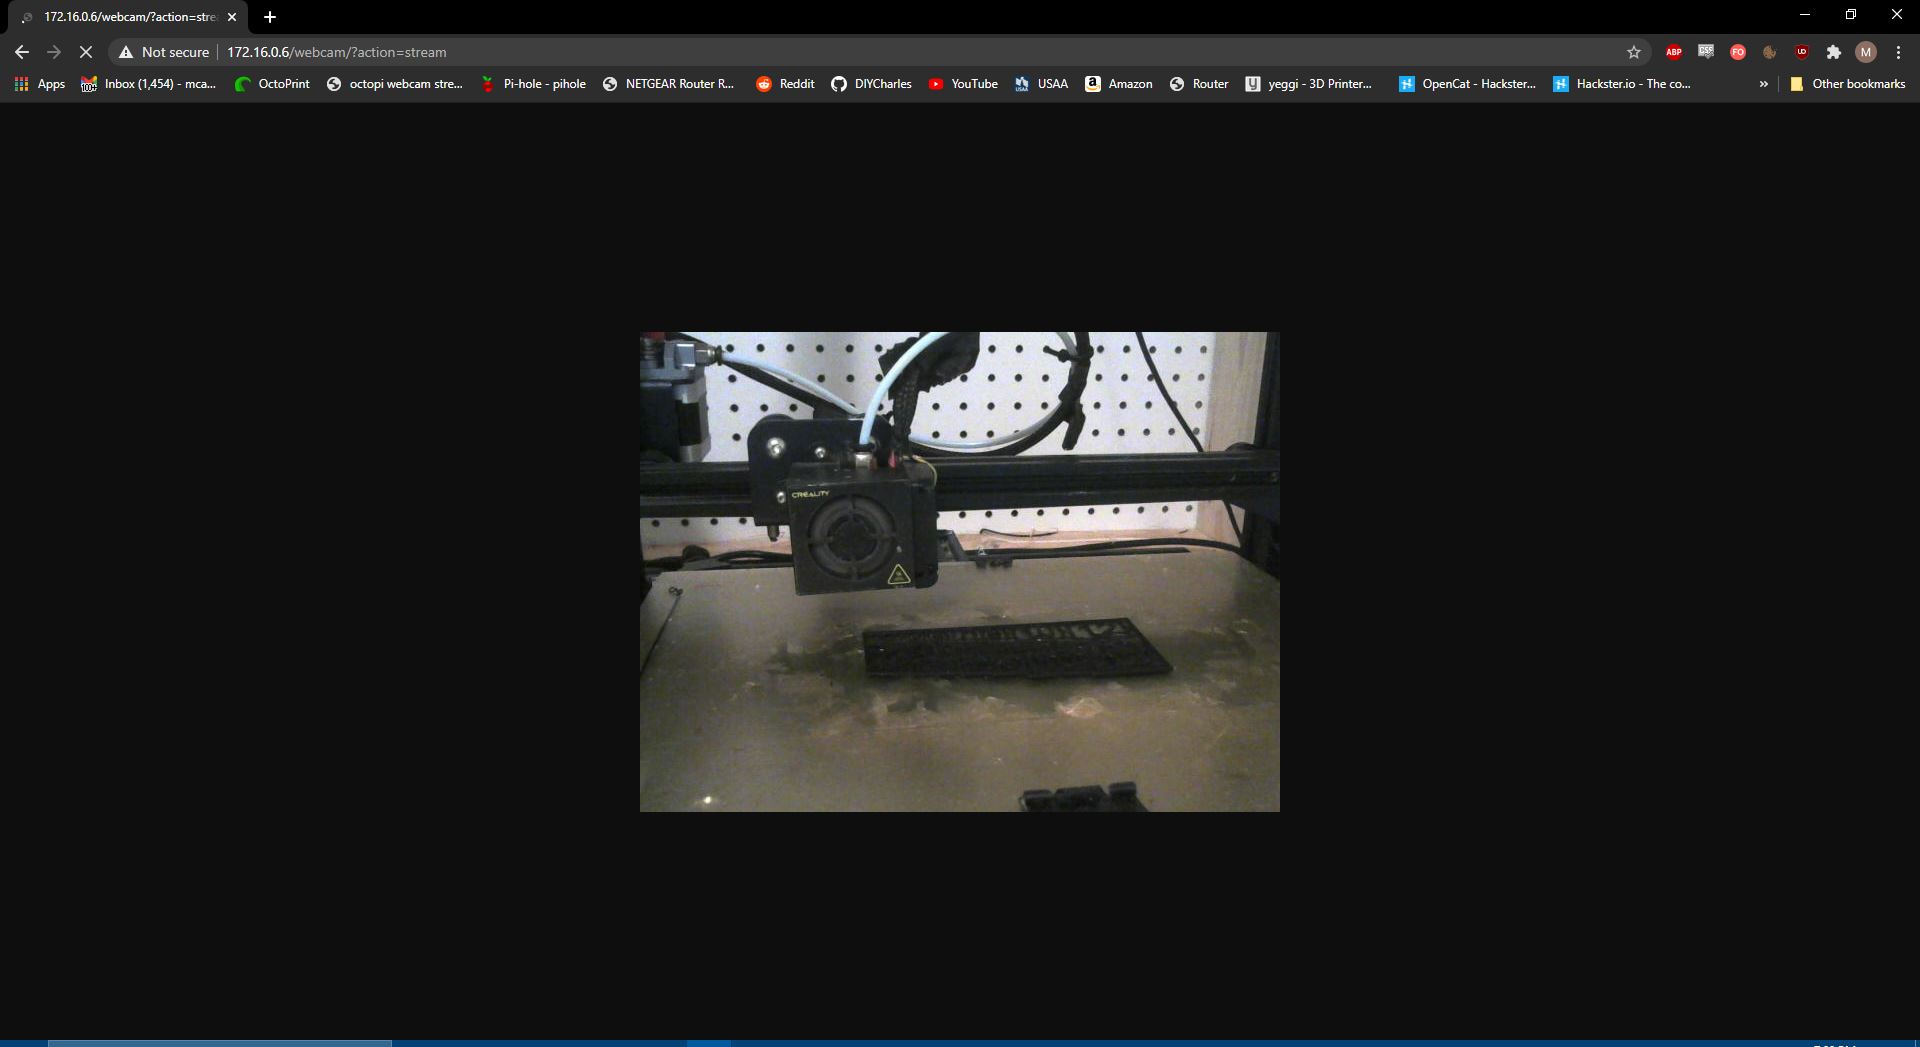 172.16.0.6/webcam/?action=stre
Not secure
172.16.0.6/webcam/?action=stream
ABP
FO
M
Apps
Inbox (1,454) - mca...
OctoPrint
octopi webcam stre...
Pi-hole - pihole
NETGEAR Router R...
Reddit
DIYCharles
YouTube
USAA
Amazon
Router
yeggi - 3D Printer...
OpenCat - Hackster...
Hackster.io - The co...
Other bookmarks
CREALITY